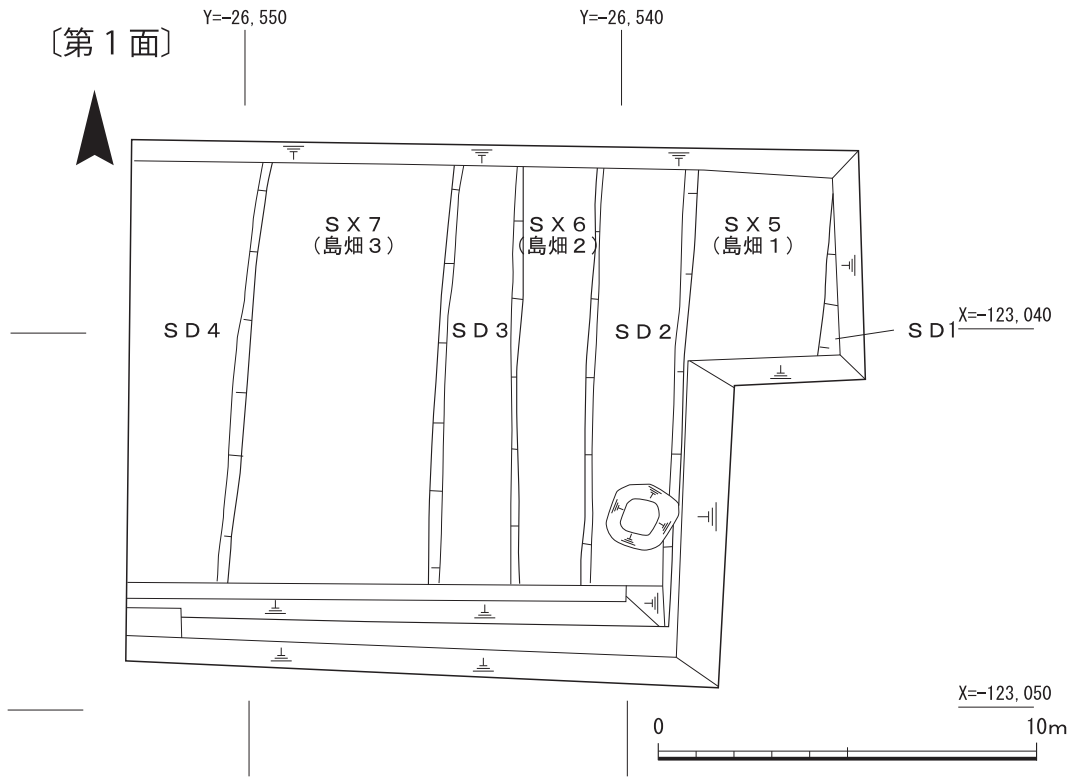 Y=-26,550
Y=-26,540
〔第１面〕
ＳＸ７
（島畑３）
ＳＸ６
（島畑２）
ＳＸ５
（島畑１）
ＳＤ４
ＳＤ３
ＳＤ２
ＳＤ1
X=-123,040
X=-123,050
0
10m